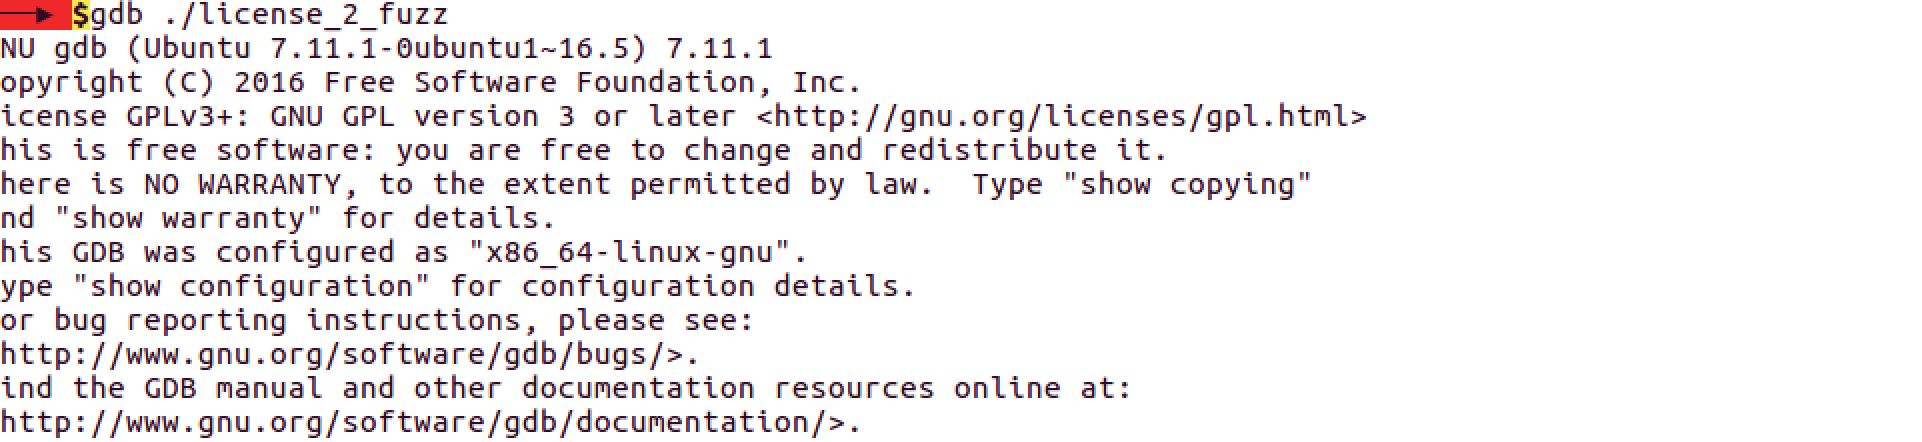 $gdb ./license_2_fuzz
NU gdb (Ubuntu 7.11.1-0ubuntu1~16.5) 7.11.1
opyright (C) 2016 Free Software Foundation, Inc.
icense GPLv3+: GNU GPL version 3 or later <http://gnu.org/licenses/gpl.html>
his is free software: you are free to change and redistribute it.
here is NO WARRANTY, to the extent permitted by law.  Type "show copying"
nd "show warranty" for details.
his GDB was configured as "x86_64-linux-gnu".
ype "show configuration" for configuration details.
or bug reporting instructions, please see:
http://www.gnu.org/software/gdb/bugs/>.
ind the GDB manual and other documentation resources online at:
http://www.gnu.org/software/gdb/documentation/>.